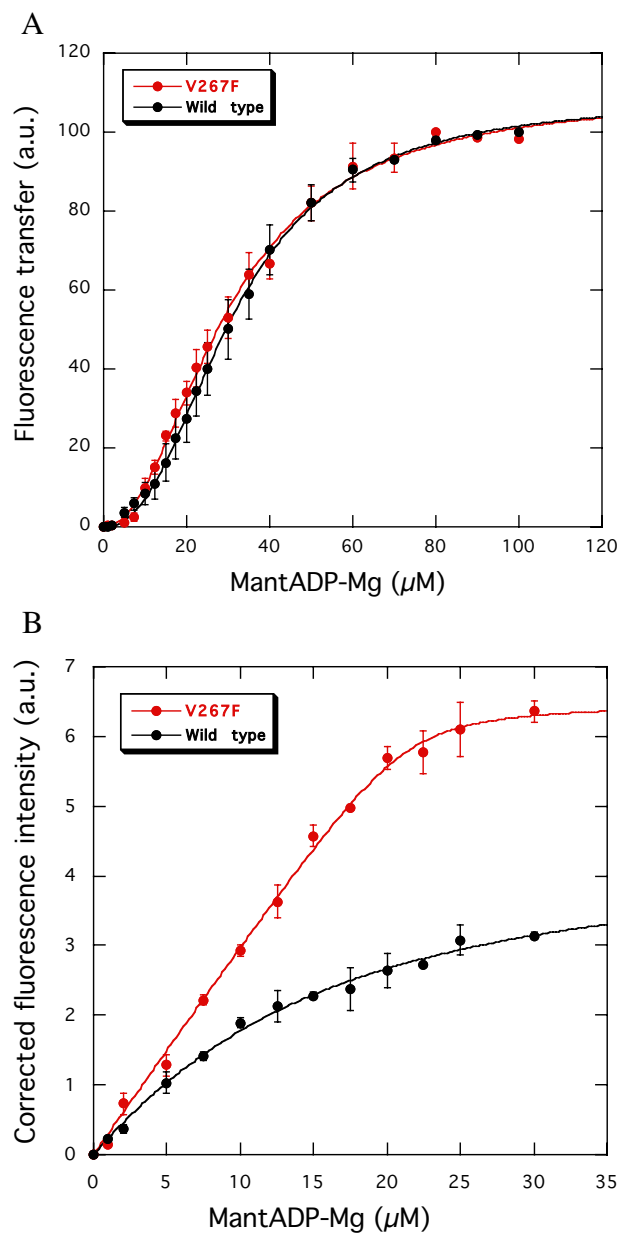 A
120
V267F
Wild type
100
80
60
40
20
0
Fluorescence transfer (a.u.)
0 20 40 60 80 100 120
MantADP-Mg (µM)
B
7
V267F
Wild type
6
5
4
3
2
1
0
Corrected fluorescence intensity (a.u.)
0 5 10 15 20 25 30 35
MantADP-Mg (µM)